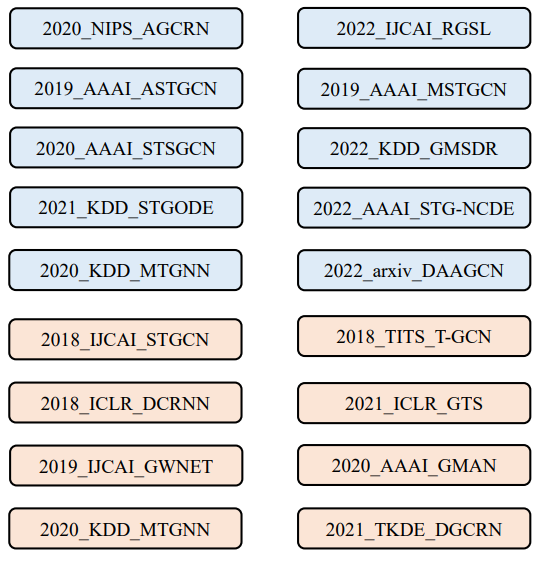 2020_NIPS_AGCRN
2022_IJCAI_RGSL
2019_AAAI_ASTGCN
2019_AAAI_MSTGCN
2020_AAAI_STSGCN
2022_KDD_GMSDR
2021_KDD_STGODE
2022_AAAI_STG-NCDE
2020_KDD_MTGNN
2022_arxiv_DAAGCN
2018_IJCAI_STGCN
2018_TITS_T-GCN
2018_ICLR_DCRNN
2021_ICLR_GTS
2019_IJCAI_GWNET
2020_AAAI_GMAN
2020_KDD_MTGNN
2021_TKDE_DGCRN